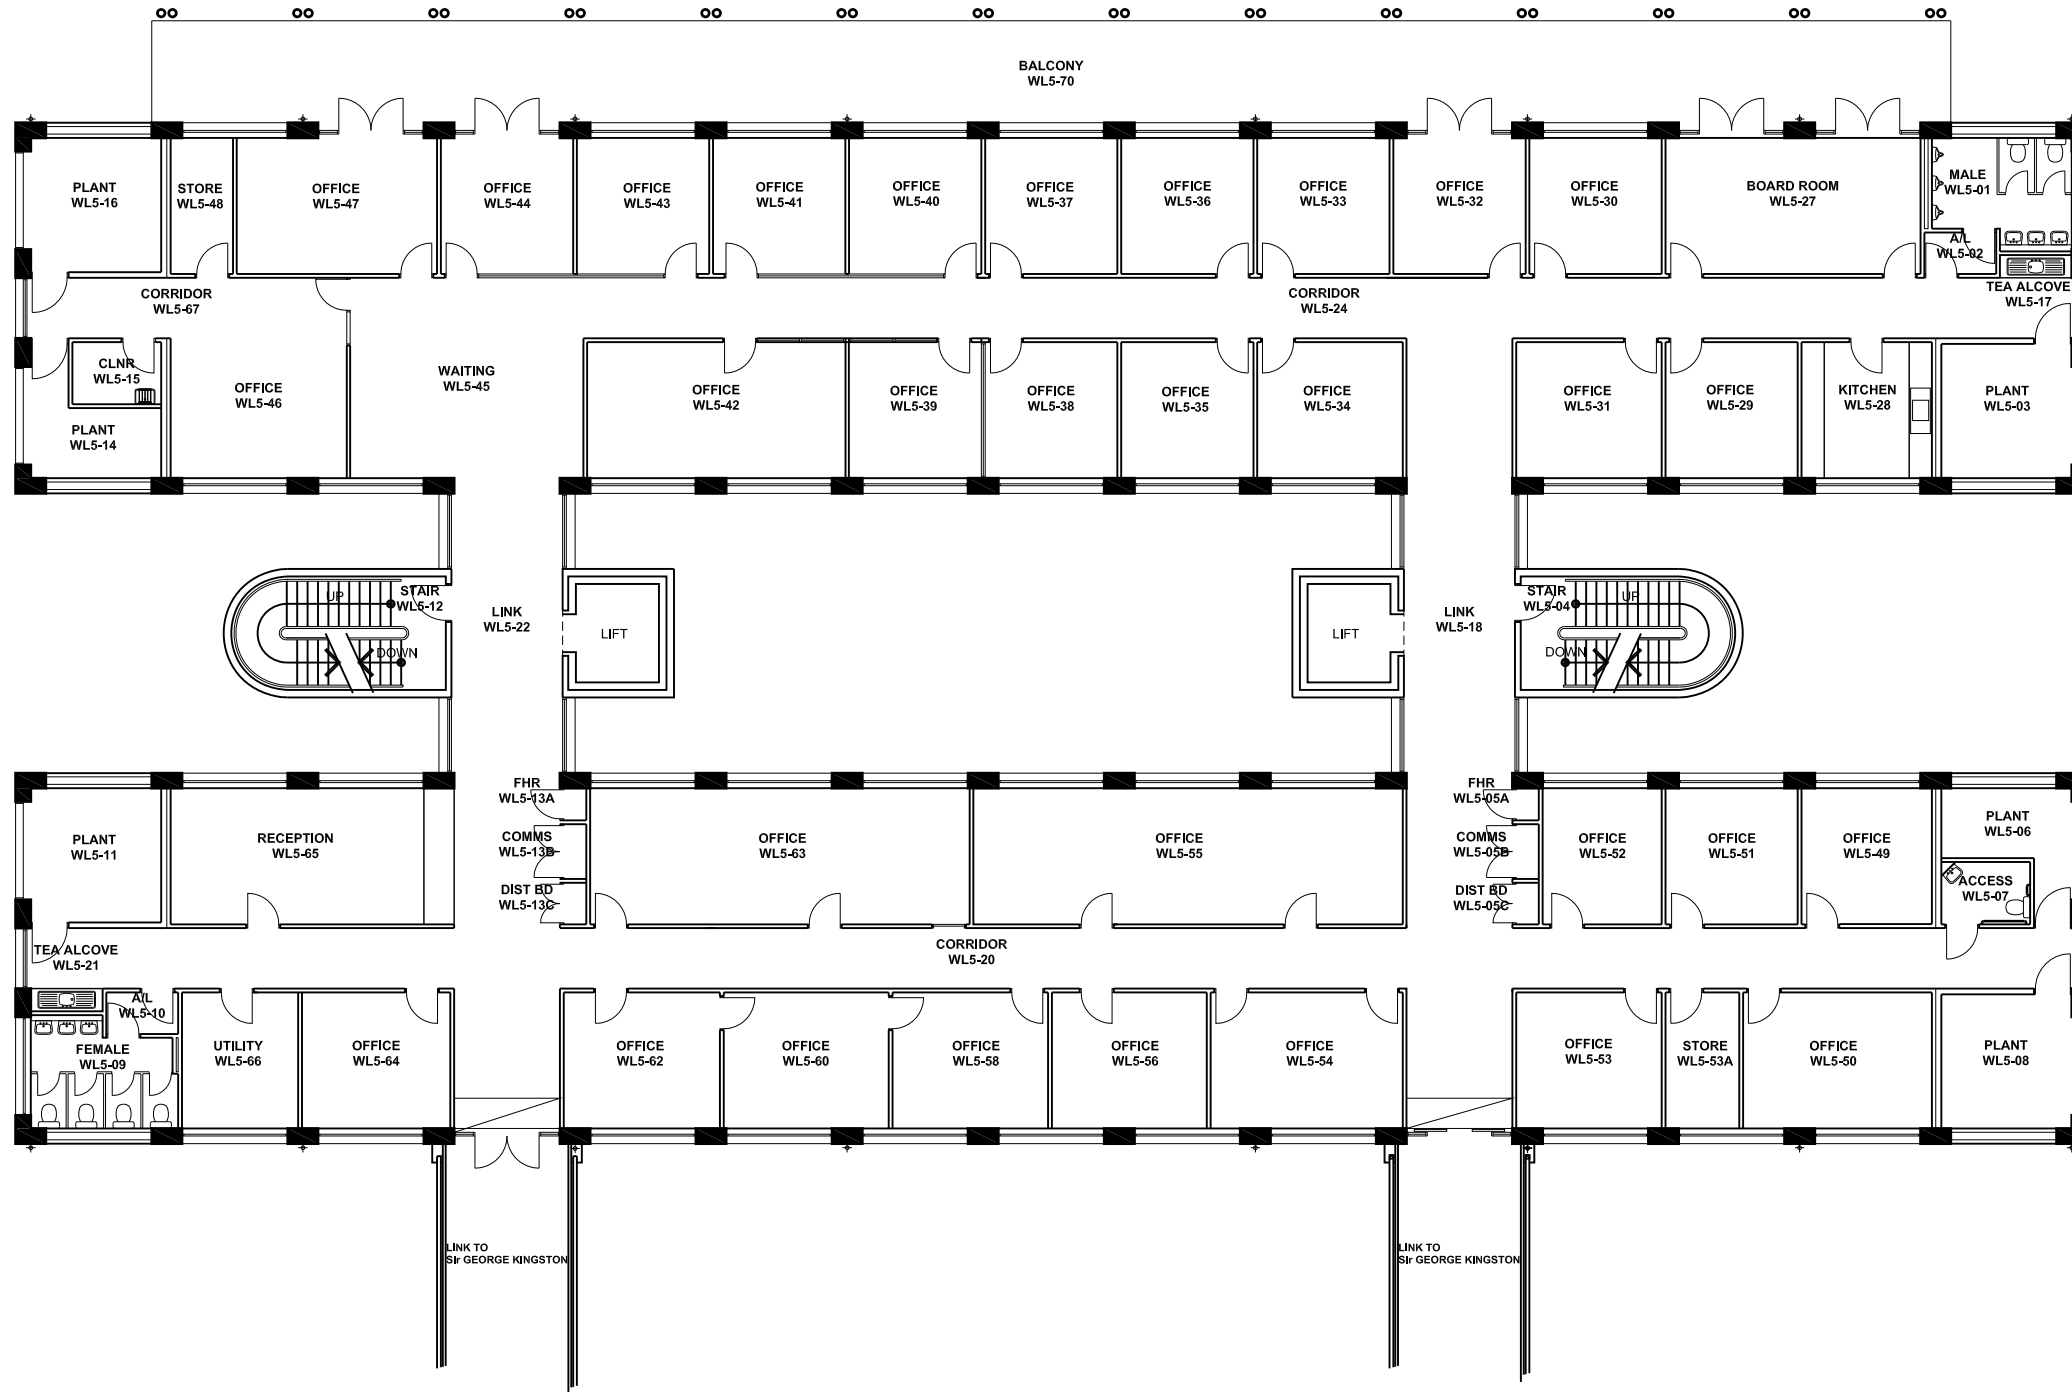 BALCONY
WL5-70
PLANT
WL5-16
STORE
WL5-48
OFFICE
WL5-47
OFFICE
WL5-44
OFFICE
WL5-43
OFFICE
WL5-41
OFFICE
WL5-40
OFFICE
WL5-37
OFFICE
WL5-36
OFFICE
WL5-33
OFFICE
WL5-32
OFFICE
WL5-30
BOARD ROOM
WL5-27
MALE
WL5-01
A/L
WL5-02
CORRIDOR
WL5-67
CORRIDOR
WL5-24
TEA ALCOVE
WL5-17
CLNR
WL5-15
PLANT
WL5-14
OFFICE
WL5-46
WAITING
WL5-45
OFFICE
WL5-42
OFFICE
WL5-39
OFFICE
WL5-38
OFFICE
WL5-35
OFFICE
WL5-34
OFFICE
WL5-31
OFFICE
WL5-29
KITCHEN
WL5-28
PLANT
WL5-03
UP
STAIR
WL5-12
DOWN
LINK
WL5-22
LIFT
LIFT
LINK
WL5-18
STAIR
WL5-04
UP
DOWN
PLANT
WL5-11
RECEPTION
WL5-65
FHR
WL5-13A
COMMS
WL5-13B
DIST BD
WL5-13C
OFFICE
WL5-63
OFFICE
WL5-55
FHR
WL5-05A
COMMS
WL5-05B
DIST BD
WL5-05C
OFFICE
WL5-52
OFFICE
WL5-51
OFFICE
WL5-49
PLANT
WL5-06
ACCESS
WL5-07
TEA ALCOVE
WL5-21
CORRIDOR
WL5-20
A/L
WL5-10
FEMALE
WL5-09
UTILITY
WL5-66
OFFICE
WL5-64
OFFICE
WL5-62
OFFICE
WL5-60
OFFICE
WL5-58
OFFICE
WL5-56
OFFICE
WL5-54
OFFICE
WL5-53
STORE
WL5-53A
OFFICE
WL5-50
PLANT
WL5-08
LINK TO
Sir GEORGE KINGSTON
LINK TO
Sir GEORGE KINGSTON